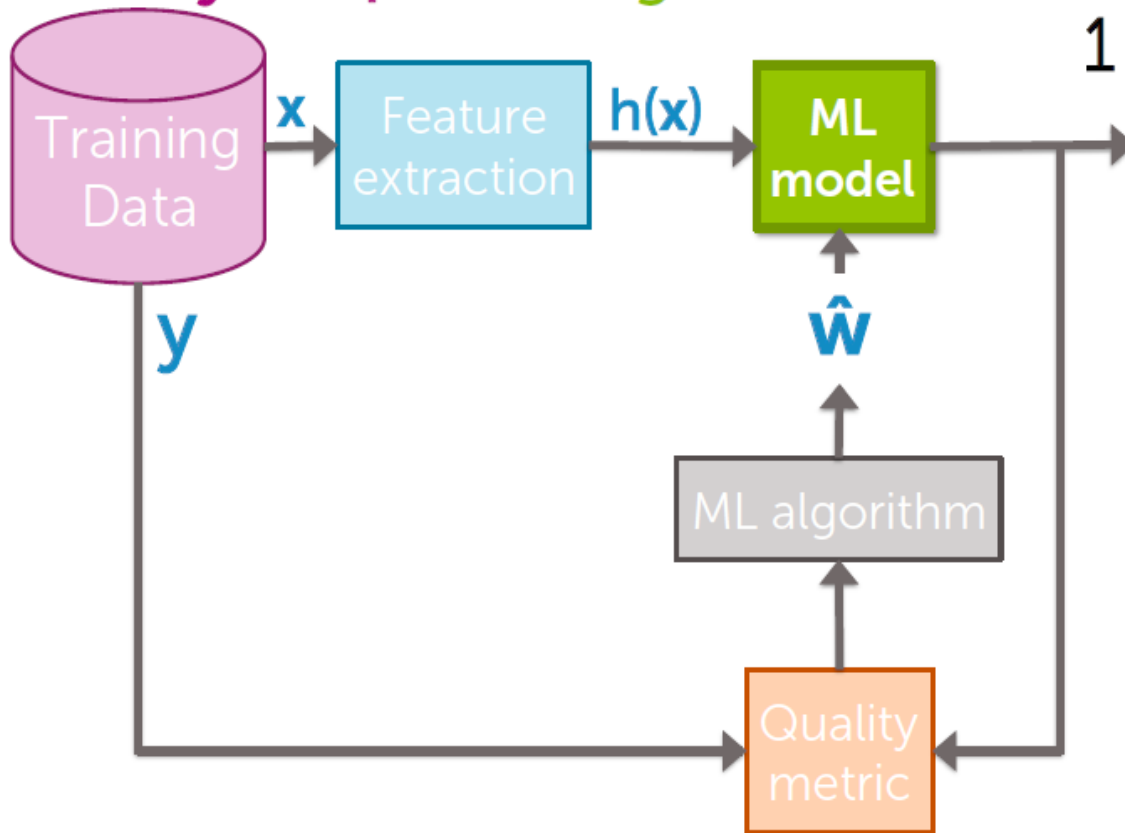 1
Training
Data
x
Feature
extraction
h(x)
ML
model
y
ŵ
ML algorithm
Quality
metric